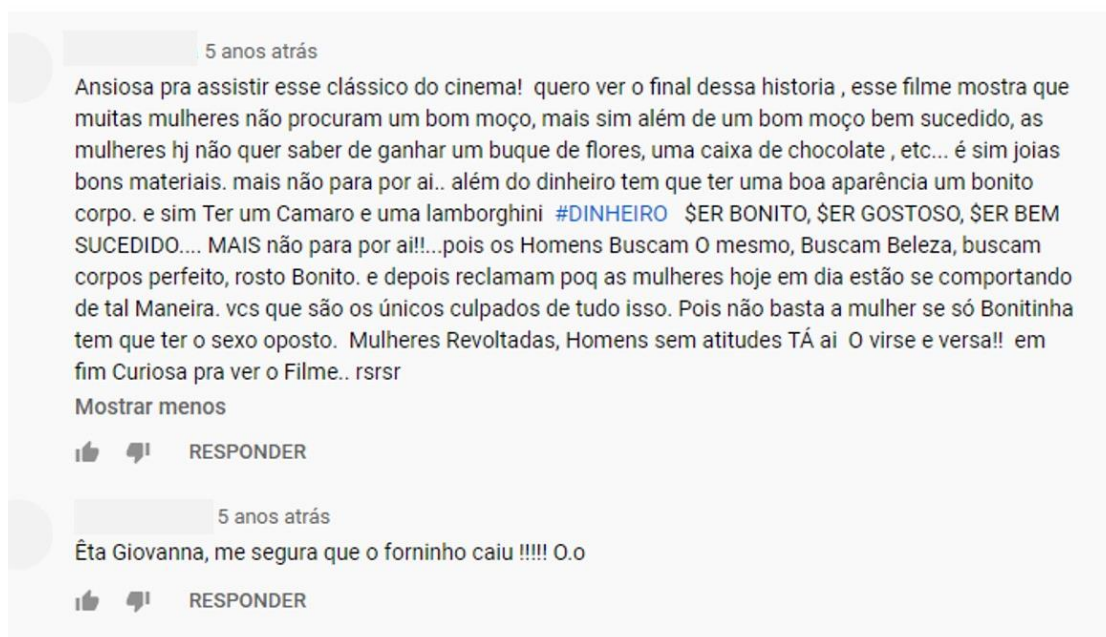 5 anos atrás
Ansiosa pra assistir esse clássico do cinema!  quero ver o final dessa historia , esse filme mostra que
muitas mulheres não procuram um bom moço, mais sim além de um bom moço bem sucedido, as
mulheres hj não quer saber de ganhar um buque de flores, uma caixa de chocolate , etc... é sim joias
bons materiais. mais não para por ai.. além do dinheiro tem que ter uma boa aparência um bonito
corpo. e sim Ter um Camaro e uma lamborghini  #DINHEIRO   $ER BONITO, $ER GOSTOSO, $ER BEM
SUCEDIDO.... MAIS não para por ai!!...pois os Homens Buscam O mesmo, Buscam Beleza, buscam
corpos perfeito, rosto Bonito. e depois reclamam poq as mulheres hoje em dia estão se comportando
de tal Maneira. vcs que são os únicos culpados de tudo isso. Pois não basta a mulher se só Bonitinha
tem que ter o sexo oposto.  Mulheres Revoltadas, Homens sem atitudes TÁ ai  O virse e versa!!  em
fim Curiosa pra ver o Filme.. rsrsr
Mostrar menos
RESPONDER
5 anos atrás
Êta Giovanna, me segura que o forninho caiu !!!!! O.o
RESPONDER